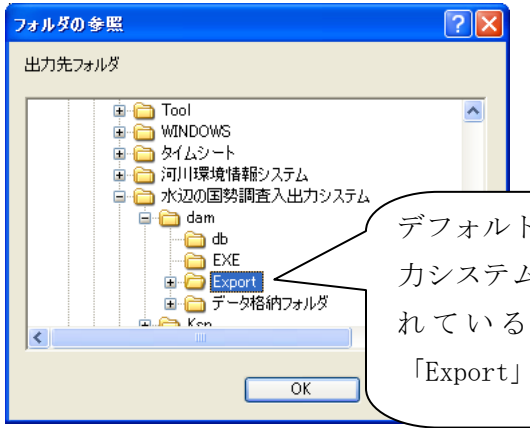 フォルダの参照
出力先フォルダ
Tool
WINDOWS
タイムシート
河川環境情報システム
水辺の国勢調査入出力システム
dam
db
EXE
Export
データ格納フォルダ
Ksn
OK
デフォルト
力システム
れている
「Export」